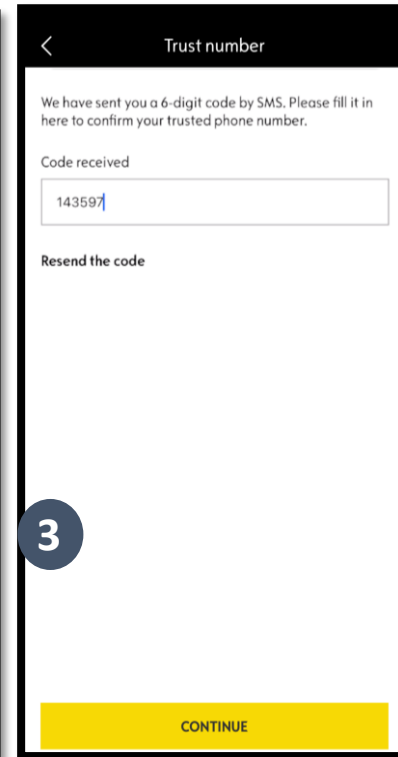 Trust number
We have sent you a 6-digit code by SMS. Please fill it in
here to confirm your trusted phone number.
Code received
143597
Resend the code
3
CONTINUE